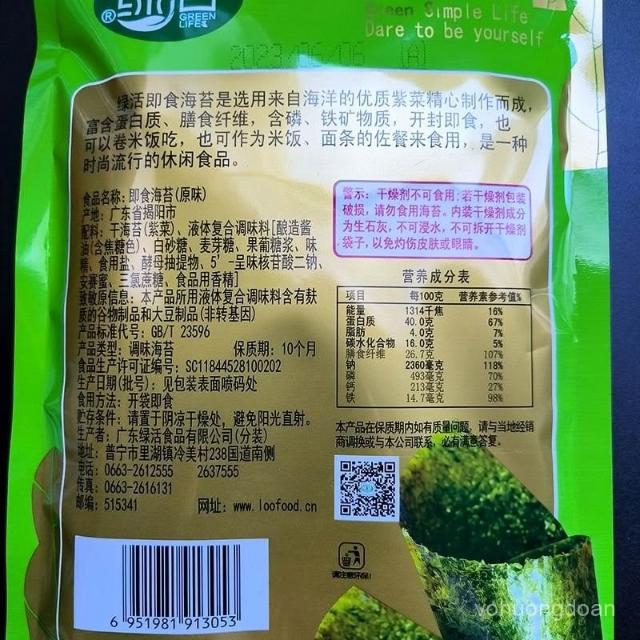 ®
GREEN
LIFE
Green Simple Life
Dare to be yourself
2023/06/06 (A)
绿活即食海苔是选用来自海洋的优质紫菜精心制作而成,
富含蛋白质、膳食纤维,含磷、铁矿物质,开封即食,也
可以卷米饭吃,也可作为米饭、面条的佐餐来食用,是一种
时尚流行的休闲食品。
食品名称:即食海苔(原味)
产地:广东省揭阳市
配料:干海苔(紫菜)、液体复合调味料[酿造酱
油(含焦糖色)、白砂糖、麦芽糖、果葡糖浆、味
精、食用盐、酵母抽提物、5'-呈味核苷酸二钠、
安赛蜜、三氯蔗糖、食品用香精]
致敏原信息:本产品所用液体复合调味料含有麸
质的谷物制品和大豆制品(非转基因)
产品标准代号:GB/T 23596
产品类型:调味海苔 保质期:10个月
食品生产许可证编号:SC11844528100202
生产日期(批号):见包装表面喷码处
食用方法:开袋即食
贮存条件:请置于阴凉干燥处,避免阳光直射。
生产者:广东绿活食品有限公司(分装)
地址:普宁市里湖镇冷美村238国道南侧
电话:0663-2612555 2637555
传真:0663-2616131
邮编:515341 网址:www.loofood.cn
警示:干燥剂不可食用;若干燥剂包装
破损,请勿食用海苔。内装干燥剂成分
为生石灰,不可浸水,不可拆开干燥剂
袋子,以免灼伤皮肤或眼睛。
营养成分表
项目 每100克 营养素参考值%
能量 1314千焦 16%
蛋白质 40.0克 67%
脂肪 4.0克 7%
碳水化合物 16.0克 5%
膳食纤维 26.7克 107%
钠 2360毫克 118%
磷 493毫克 70%
钙 213毫克 27%
铁 14.7毫克 98%
本产品在保质期内如有质量问题,请与当地经销
商调换或与本公司联系,必有满意答复。
请注意环保!
6 951981 913053
yohuongdoan